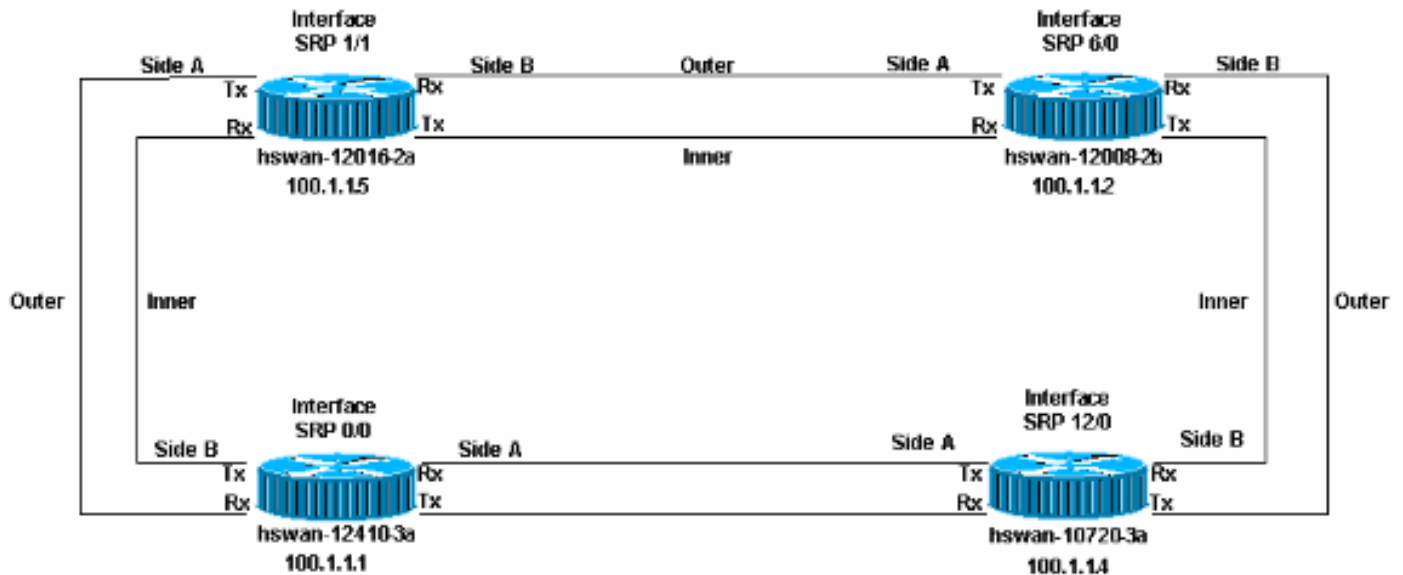 Interface
SRP 1/1
Interface
SRP 6/0
Side A
Side B
Outer
Side A
Side B
Tx
Rx
Tx
Rx
Rx
Tx
Rx
Tx
hswan-12016-2a
Inner
hswan-12008-2b
100.1.1.5
100.1.1.2
Outer
Inner
Inner
Outer
Interface
SRP 0/0
Interface
SRP 12/0
Side B
Side A
Side A
Side B
Tx
Rx
Tx
Rx
Rx
Tx
Rx
Tx
hswan-12410-3a
hswan-10720-3a
100.1.1.1
100.1.1.4